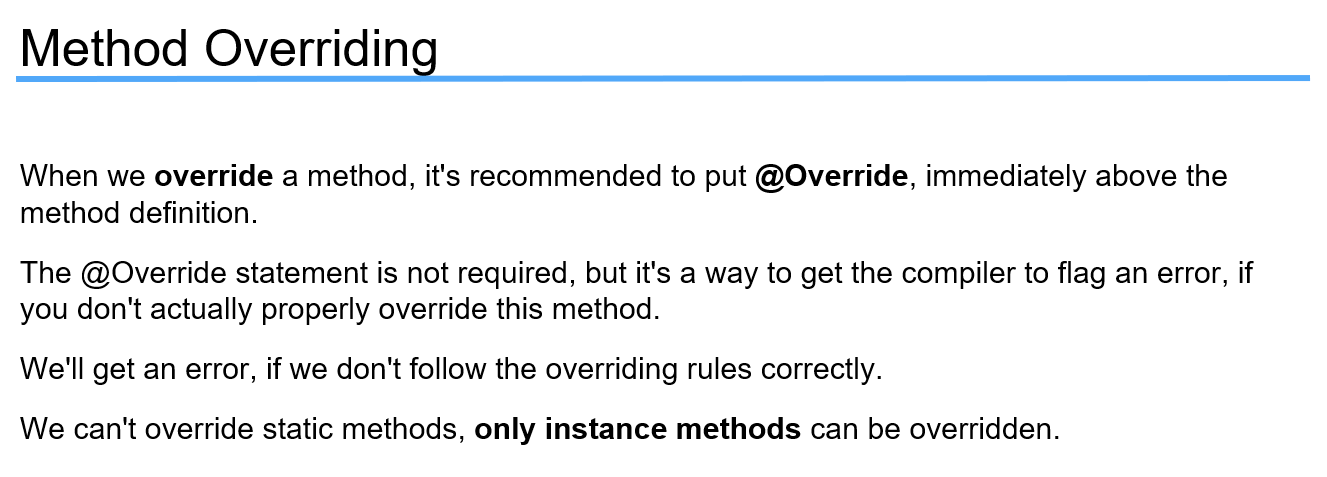 Method Overriding
When we override a method, it's recommended to put @Override, immediately above the
method definition.
The @Override statement is not required, but it's a way to get the compiler to flag an error, if
you don't actually properly override this method.
We'll get an error, if we don't follow the overriding rules correctly.
We can't override static methods, only instance methods can be overridden.